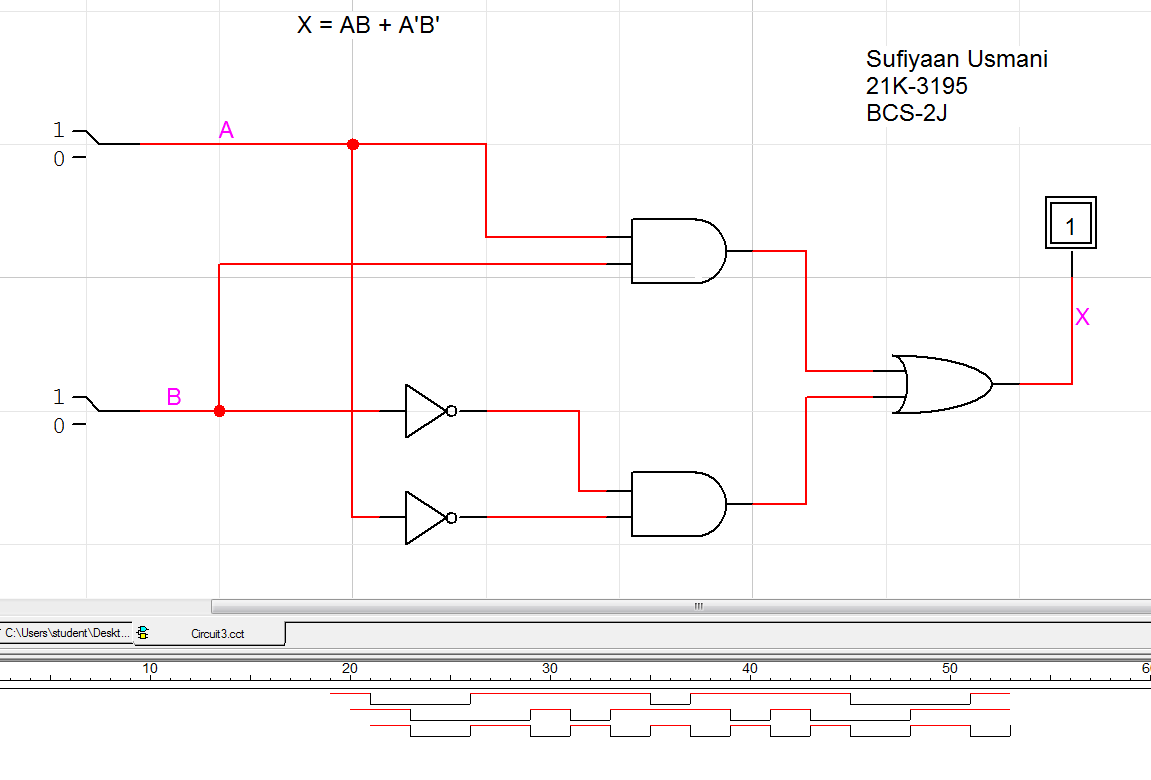 X = AB + A'B'
Sufiyaan Usmani
21K-3195
BCS-2J
1
0
A
1
X
1
0
B
C:\Users\student\Deskt...
Circuit3.cct
10 20 30 40 50